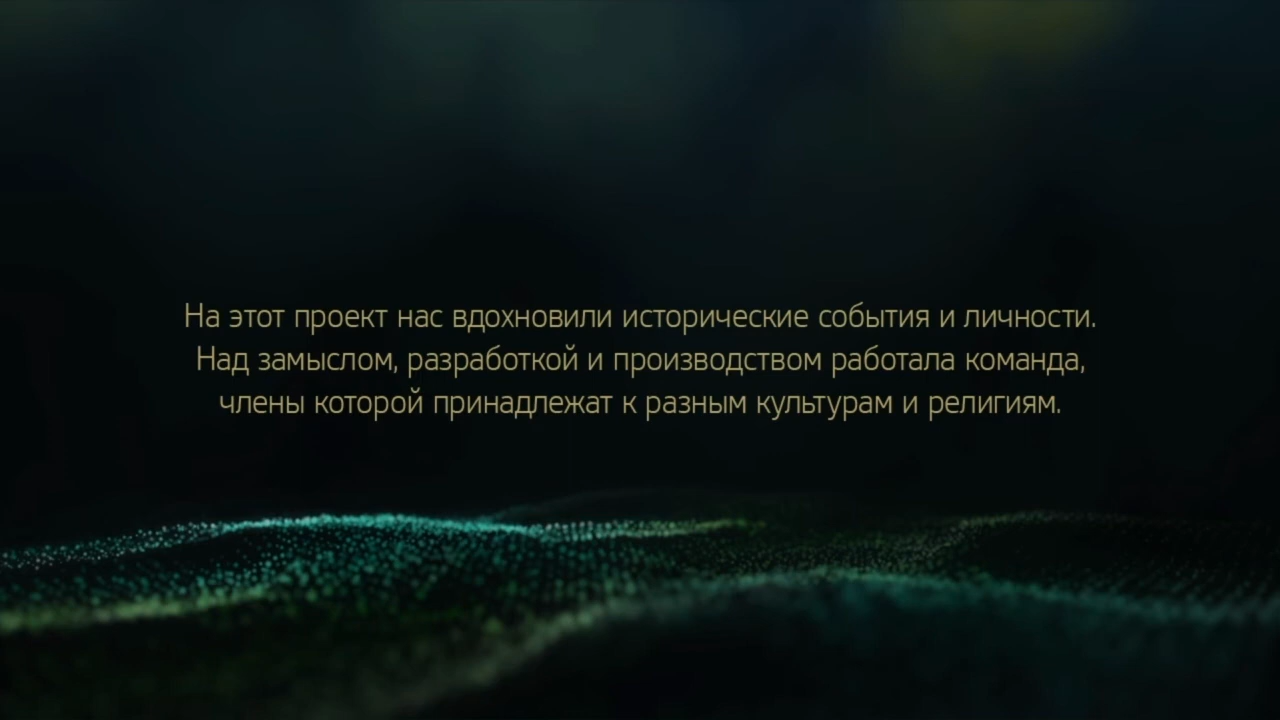 На этот проект нас вдохновили исторические события и личности.
Над замыслом, разработкой и производством работала команда,
члены которой принадлежат к разным культурам и религиям.